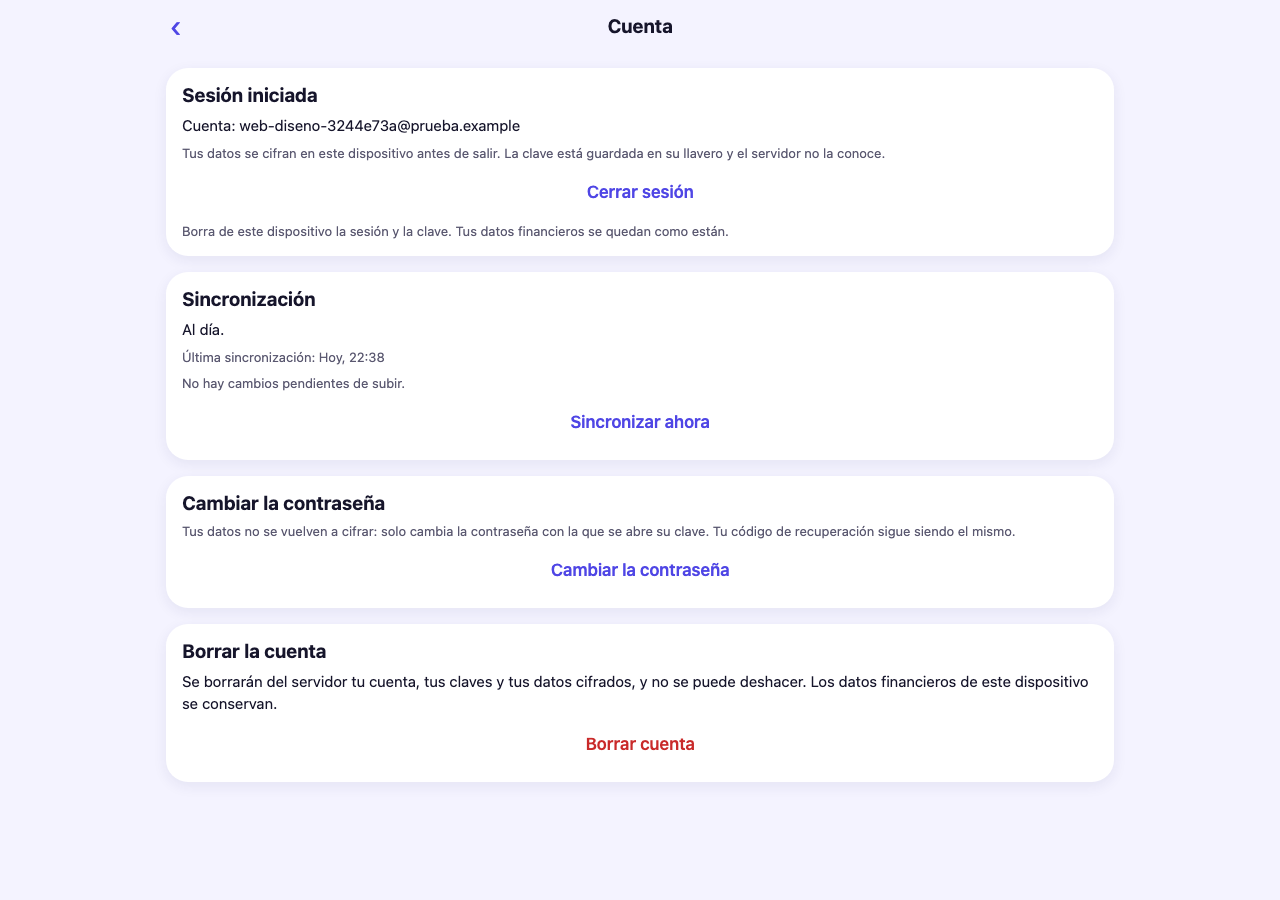 ‹
Cuenta
Sesión iniciada
Cuenta: web-diseno-3244e73a@prueba.example
Tus datos se cifran en este dispositivo antes de salir. La clave está guardada en su llavero y el servidor no la conoce.
Cerrar sesión
Borra de este dispositivo la sesión y la clave. Tus datos financieros se quedan como están.
Sincronización
Al día.
Última sincronización: Hoy, 22:38
No hay cambios pendientes de subir.
Sincronizar ahora
Cambiar la contraseña
Tus datos no se vuelven a cifrar: solo cambia la contraseña con la que se abre su clave. Tu código de recuperación sigue siendo el mismo.
Cambiar la contraseña
Borrar la cuenta
Se borrarán del servidor tu cuenta, tus claves y tus datos cifrados, y no se puede deshacer. Los datos financieros de este dispositivo
se conservan.
Borrar cuenta